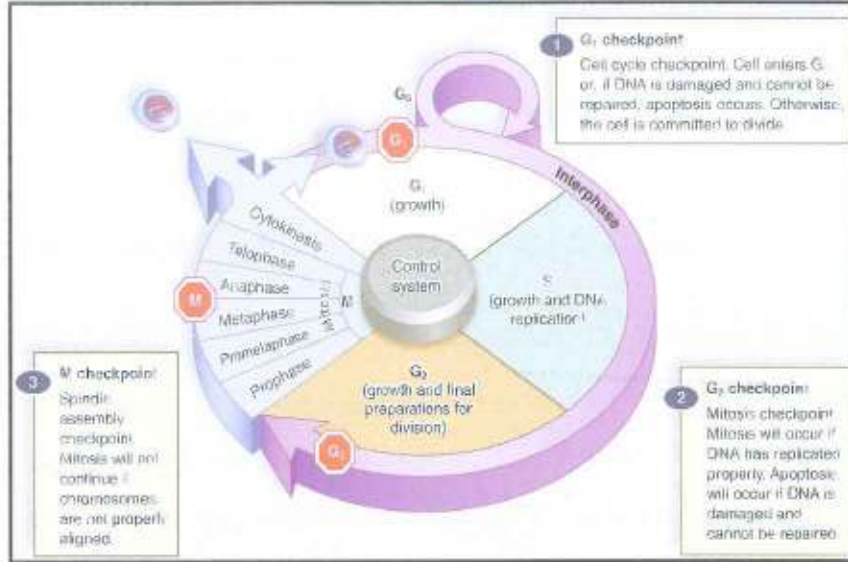 1
G₁ checkpoint
Cell cycle checkpoint. Cell enters G
or, if DNA is damaged and cannot be
repaired, apoptosis occurs. Otherwise,
the cell is committed to divide
G₀
G₁
G₁
(growth)
Interphase
S
(growth and DNA
replication)
G₂
(growth and final
preparations for
division)
G₂
Control
system
M
Mitosis
Cytokinesis
Telophase
Anaphase
Metaphase
Prometaphase
Prophase
M
3
M checkpoint
Spindle
assembly
checkpoint.
Mitosis will not
continue if
chromosomes
are not properly
aligned.
2
G₂ checkpoint
Mitosis checkpoint.
Mitosis will occur if
DNA has replicated
properly. Apoptosis
will occur if DNA is
damaged and
cannot be repaired